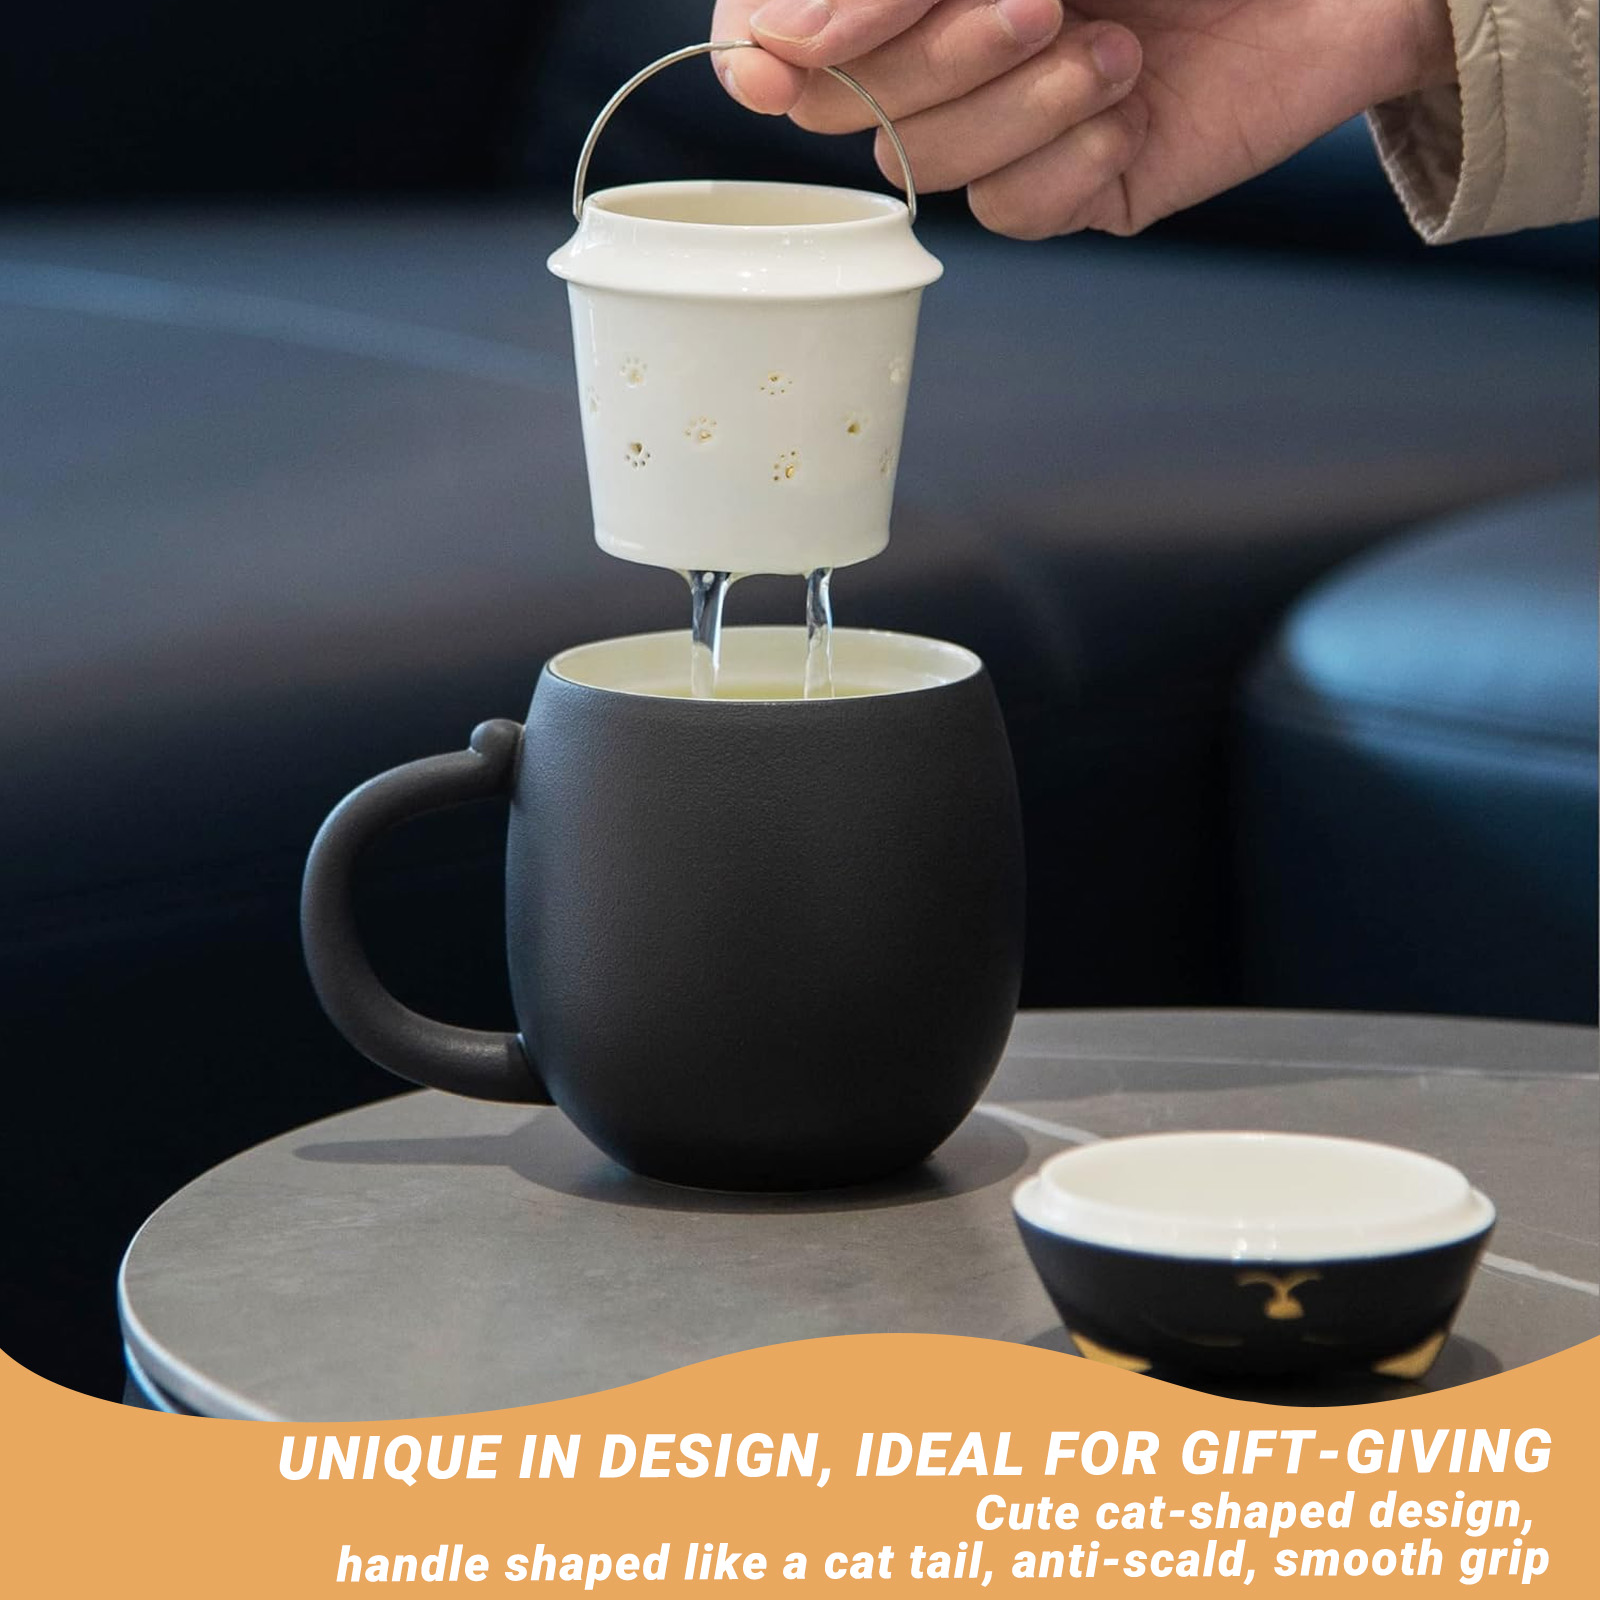 UNIQUE IN DESIGN, IDEAL FOR GIFT-GIVING
Cute cat-shaped design,
handle shaped like a cat tail, anti-scald, smooth grip